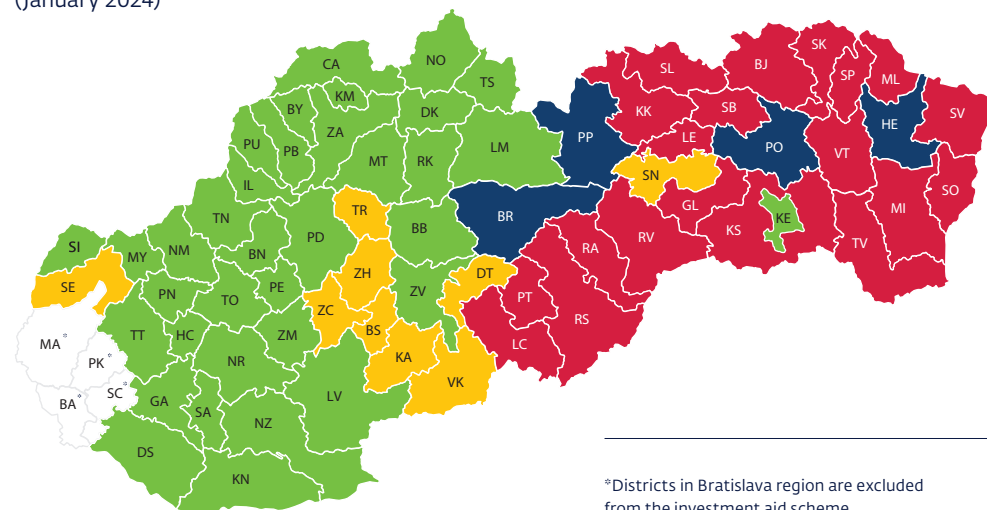 (January 2024)
CA
NO
TS
BY
KM
DK
ZA
PU
PB
MT
RK
LM
IL
PP
SL
BJ
SK
SP
ML
SV
KK
SB
HE
LE
PO
VT
SN
GL
KE
MI
SO
TN
TR
BB
BR
RA
RV
KS
TV
SI
MY
NM
PD
BN
ZH
DT
SE
PN
TO
PE
ZC
ZV
PT
RS
MA*
PK*
TT
HC
NR
ZM
BS
KA
LC
BA*
SC*
GA
SA
NZ
LV
VK
DS
KN
*Districts in Bratislava region are excluded
from the investment aid scheme